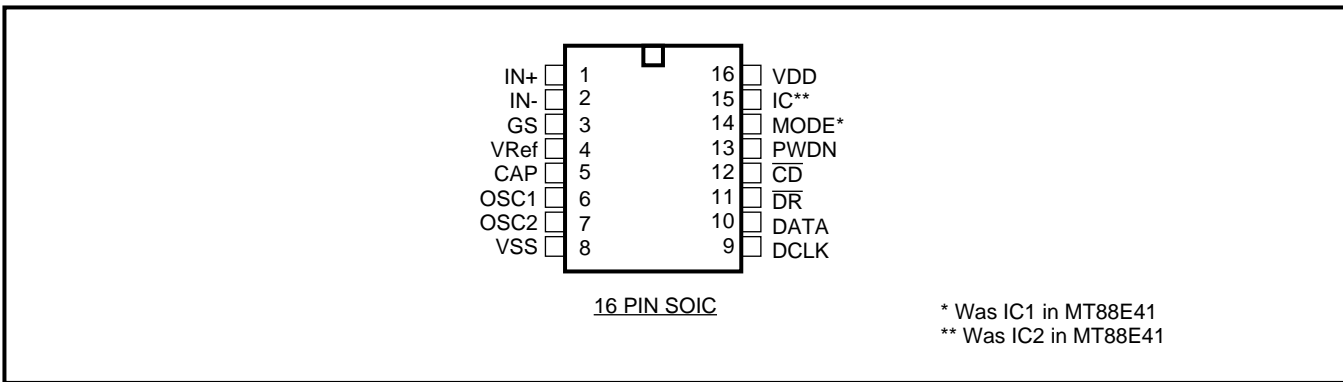 IN+ 1 16 VDD
IN- 2 15 IC**
GS 3 14 MODE*
VRef 4 13 PWDN
CAP 5 12 C̅D̅
OSC1 6 11 D̅R̅
OSC2 7 10 DATA
VSS 8 9 DCLK
16 PIN SOIC
* Was IC1 in MT88E41
** Was IC2 in MT88E41